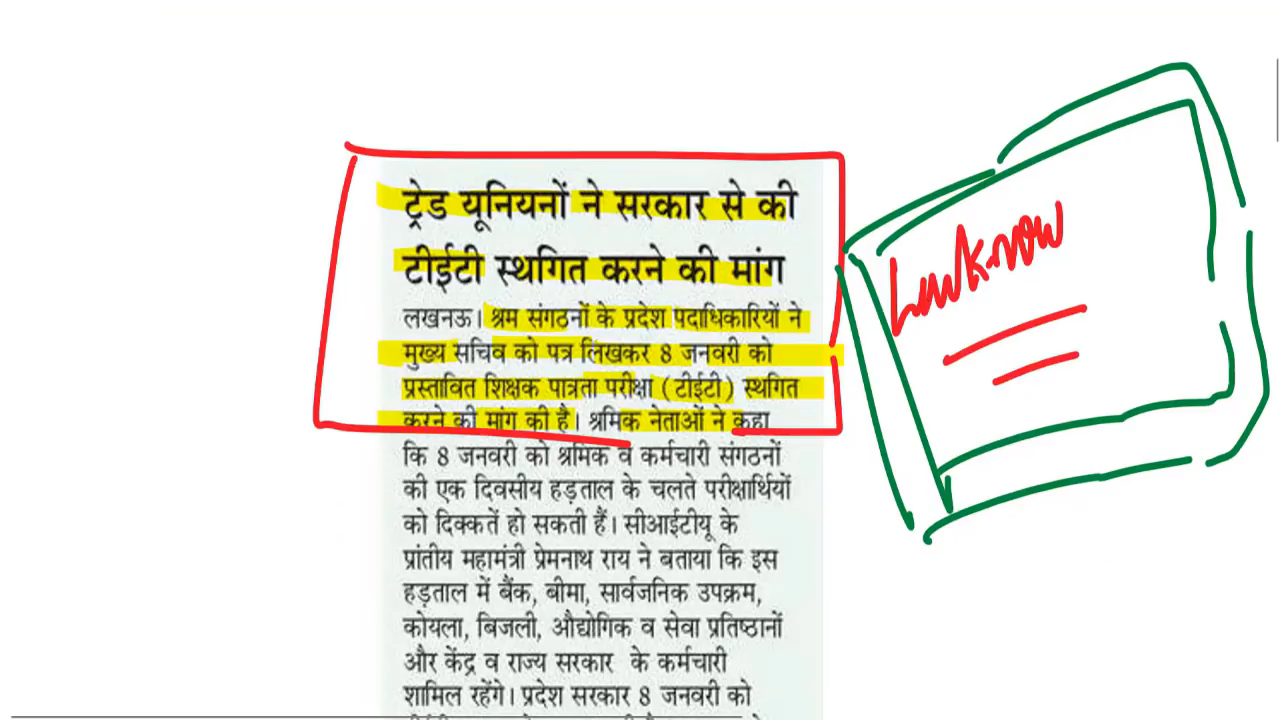 ट्रेड यूनियनों ने सरकार से की
टीईटी स्थगित करने की मांग
लखनऊ। श्रम संगठनों के प्रदेश पदाधिकारियों ने
मुख्य सचिव को पत्र लिखकर 8 जनवरी को
प्रस्तावित शिक्षक पात्रता परीक्षा (टीईटी) स्थगित
करने की मांग की है। श्रमिक नेताओं ने कहा
कि 8 जनवरी को श्रमिक व कर्मचारी संगठनों
की एक दिवसीय हड़ताल के चलते परीक्षार्थियों
को दिक्कतें हो सकती हैं। सीआईटीयू के
प्रांतीय महामंत्री प्रेमनाथ राय ने बताया कि इस
हड़ताल में बैंक, बीमा, सार्वजनिक उपक्रम,
कोयला, बिजली, औद्योगिक व सेवा प्रतिष्ठानों
और केंद्र व राज्य सरकार के कर्मचारी
शामिल रहेंगे। प्रदेश सरकार 8 जनवरी को